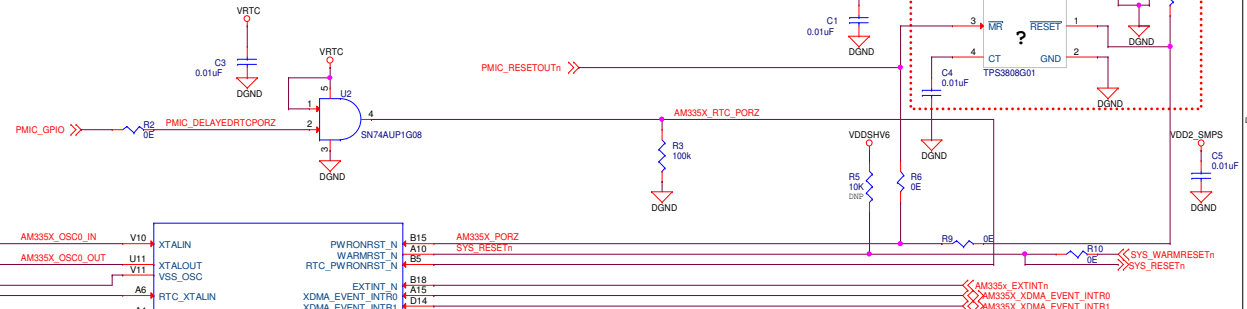 VRTC
C3
0.01uF
DGND
VRTC
5
U2
1
2
4
3
SN74AUP1G08
DGND
PMIC_GPIO
R2
0E
PMIC_DELAYEDRTCPORZ
PMIC_RESETOUTn
C1
0.01uF
DGND
3
MR
RESET
1
?
4
CT
GND
2
TPS3808G01
C4
0.01uF
DGND
DGND
DGND
AM335X_RTC_PORZ
R3
100k
DGND
VDDSHV6
R5
10K
DNP
R6
0E
VDD2_SMPS
C5
0.01uF
DGND
AM335X_OSC0_IN
V10
XTALIN
AM335X_OSC0_OUT
U11
XTALOUT
V11
VSS_OSC
A6
RTC_XTALIN
PWRONRST_N
B15
AM335X_PORZ
WARMRST_N
A10
SYS_RESETn
RTC_PWRONRST_N
B5
EXTINT_N
B18
XDMA_EVENT_INTR0
A15
XDMA_EVENT_INTR1
D14
R9
0E
R10
0E
SYS_WARMRESETn
SYS_RESETn
AM335x_EXTINTn
AM335X_XDMA_EVENT_INTR0
AM335X_XDMA_EVENT_INTR1